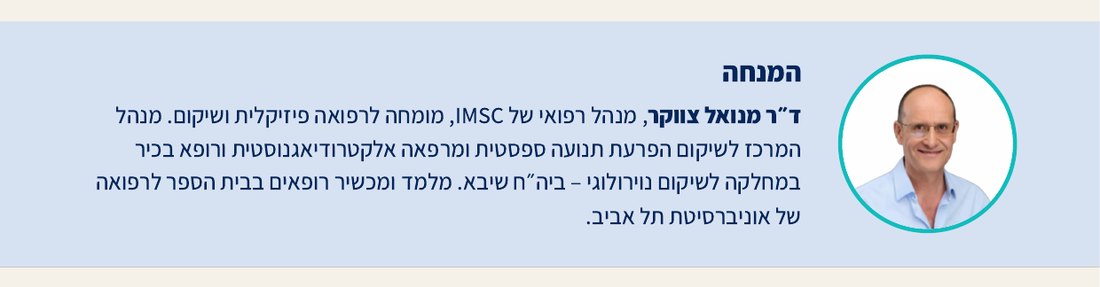 המנחה
ד״ר מנואל צווקר, מנהל רפואי של IMSC, מומחה לרפואה פיזיקלית ושיקום. מנהל
המרכז לשיקום הפרעת תנועה ספסטית ומרפאה אלקטרודיאגנוסטית ורופא בכיר
במחלקה לשיקום נוירולוגי – ביה״ח שיבא. מלמד ומכשיר רופאים בבית הספר לרפואה
של אוניברסיטת תל אביב.